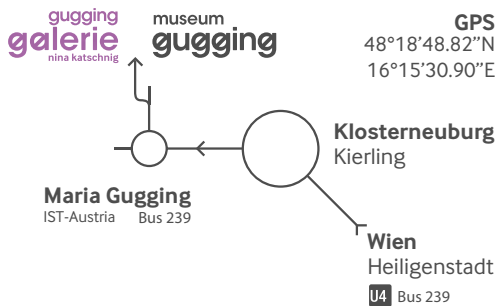 gugging
galerie
nina katschnig
museum
gugging
GPS
48°18’48.82”N
16°15’30.90”E
Klosterneuburg
Kierling
Maria Gugging
IST-Austria Bus 239
Wien
Heiligenstadt
U4 Bus 239